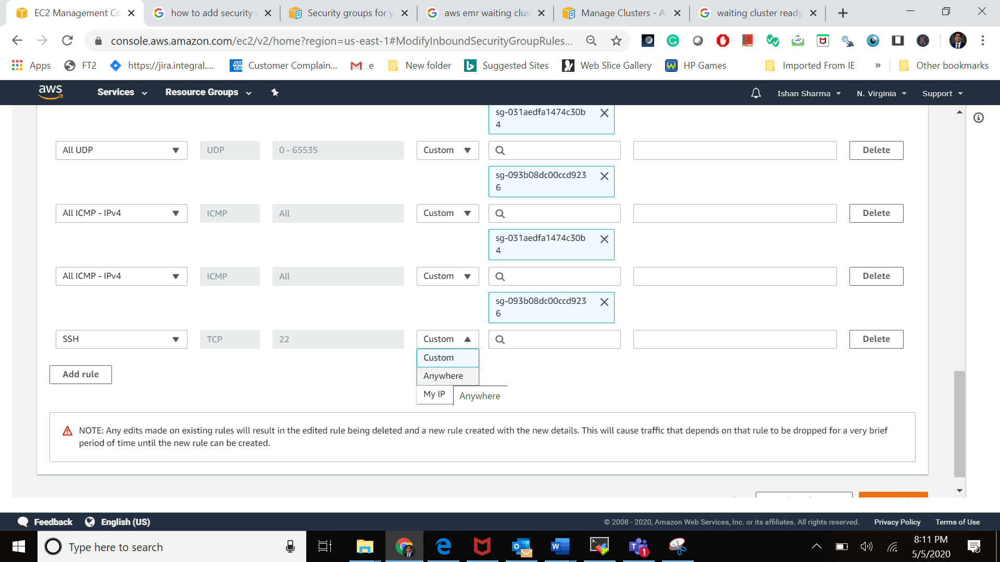 EC2 Management Co
how to add security g
Security groups for y
aws emr waiting clus
Manage Clusters - A
waiting cluster ready
console.aws.amazon.com/ec2/v2/home?region=us-east-1#ModifyInboundSecurityGroupRules...
Apps
FT2
https://jira.integral....
Customer Complain...
e
New folder
Suggested Sites
Web Slice Gallery
HP Games
Imported From IE
»
Other bookmarks
aws
Services
Resource Groups
Ishan Sharma
N. Virginia
Support
sg-031aedfa1474c30b
4
All UDP
UDP
0 - 65535
Custom
Delete
sg-093b08dc00ccd923
6
All ICMP - IPv4
ICMP
All
Custom
Delete
sg-031aedfa1474c30b
4
All ICMP - IPv4
ICMP
All
Custom
Delete
sg-093b08dc00ccd923
6
SSH
TCP
22
Custom
Delete
Custom
Add rule
Anywhere
My IP
Anywhere
NOTE: Any edits made on existing rules will result in the edited rule being deleted and a new rule created with the new details. This will cause traffic that depends on that rule to be dropped for a very brief
period of time until the new rule can be created.
Feedback
English (US)
© 2008 - 2020, Amazon Web Services, Inc. or its affiliates. All rights reserved.
Privacy Policy
Terms of Use
Type here to search
1
8:11 PM
5/5/2020